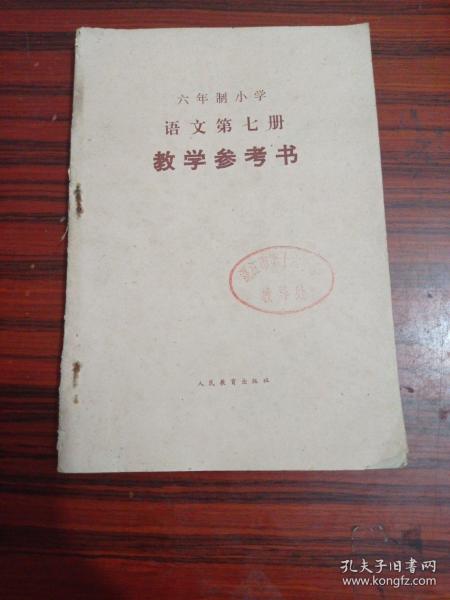 六年制小学
语文第七册
教学参考书
教导处
人民教育出版社
孔夫子旧书网
www.kongfz.com